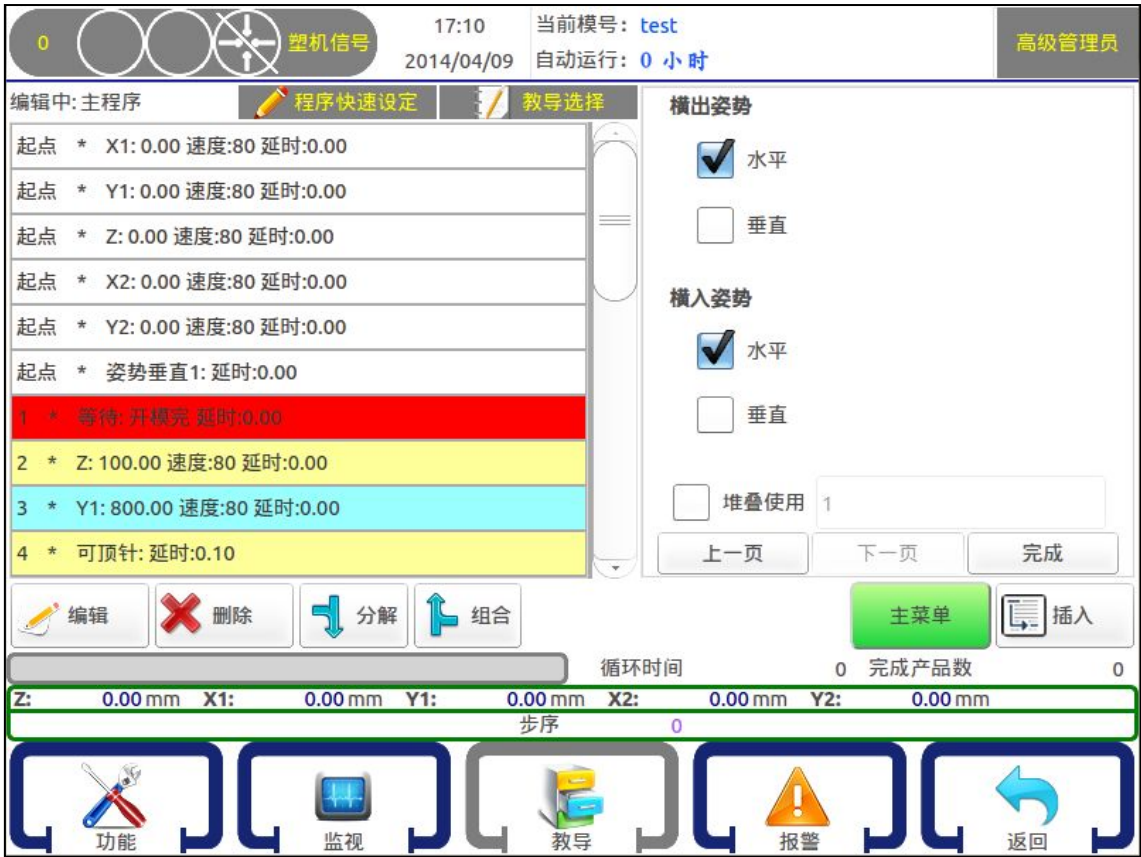 0 塑机信号 17:10 当前模号: test 高级管理员
2014/04/09 自动运行: 0 小时
编辑中:主程序 程序快速设定 教导选择
起点 * X1: 0.00 速度:80 延时:0.00
起点 * Y1: 0.00 速度:80 延时:0.00
起点 * Z: 0.00 速度:80 延时:0.00
起点 * X2: 0.00 速度:80 延时:0.00
起点 * Y2: 0.00 速度:80 延时:0.00
起点 * 姿势垂直1: 延时:0.00
1 * 等待: 开模完 延时:0.00
2 * Z: 100.00 速度:80 延时:0.00
3 * Y1: 800.00 速度:80 延时:0.00
4 * 可顶针: 延时:0.10
横出姿势
水平
垂直
横入姿势
水平
垂直
堆叠使用 1
上一页 下一页 完成
编辑 删除 分解 组合 主菜单 插入
循环时间 0 完成产品数 0
Z: 0.00 mm X1: 0.00 mm Y1: 0.00 mm X2: 0.00 mm Y2: 0.00 mm
步序 0
功能 监视 教导 报警 返回